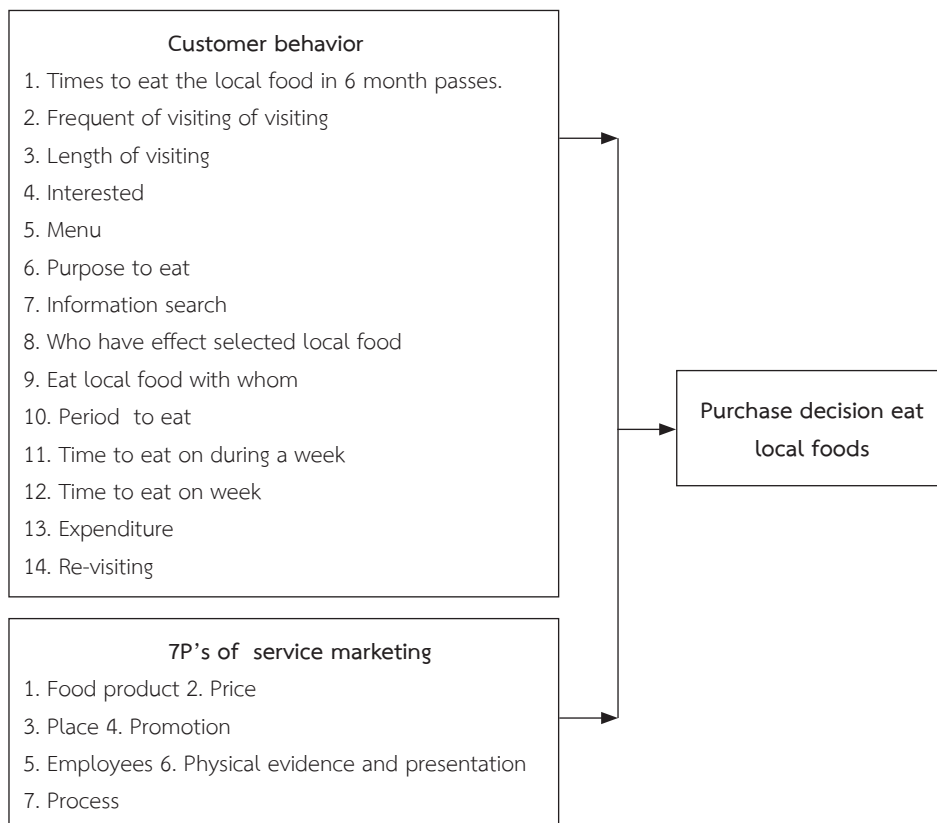 Customer behavior
1. Times to eat the local food in 6 month passes.
2. Frequent of visiting of visiting
3. Length of visiting
4. Interested
5. Menu
6. Purpose to eat
7. Information search
8. Who have effect selected local food
9. Eat local food with whom
10. Period to eat
11. Time to eat on during a week
12. Time to eat on week
13. Expenditure
14. Re-visiting
Purchase decision eat
local foods
7P's of service marketing
1. Food product 2. Price
3. Place 4. Promotion
5. Employees 6. Physical evidence and presentation
7. Process